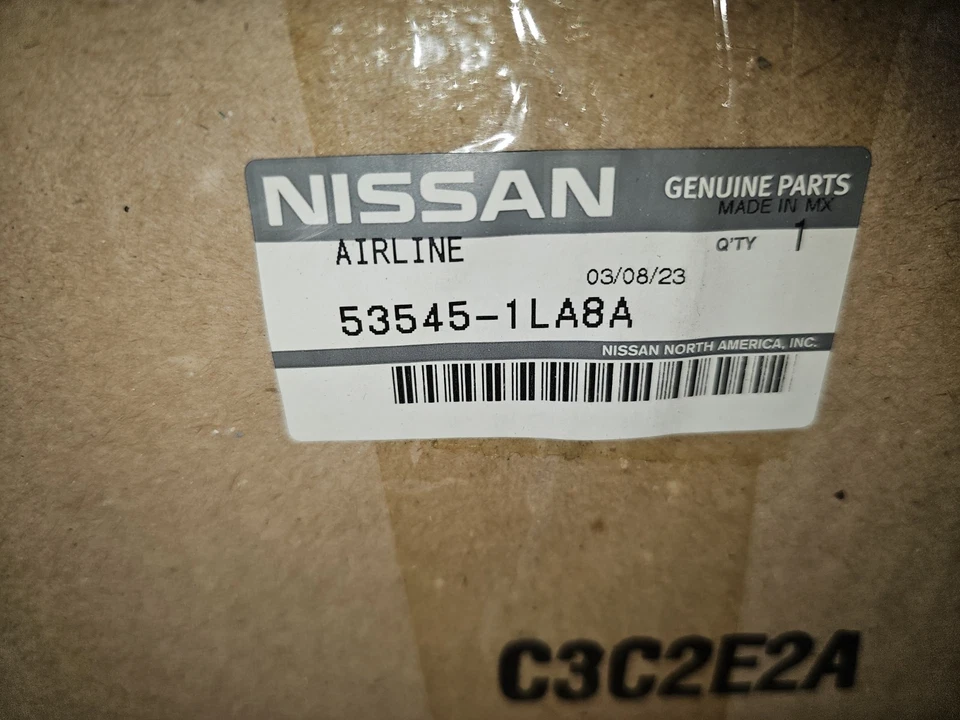 NISSAN GENUINE PARTS
MADE IN MX
AIRLINE Q'TY 1
03/08/23
53545-1LA8A
NISSAN NORTH AMERICA, INC.
C3C2E2A